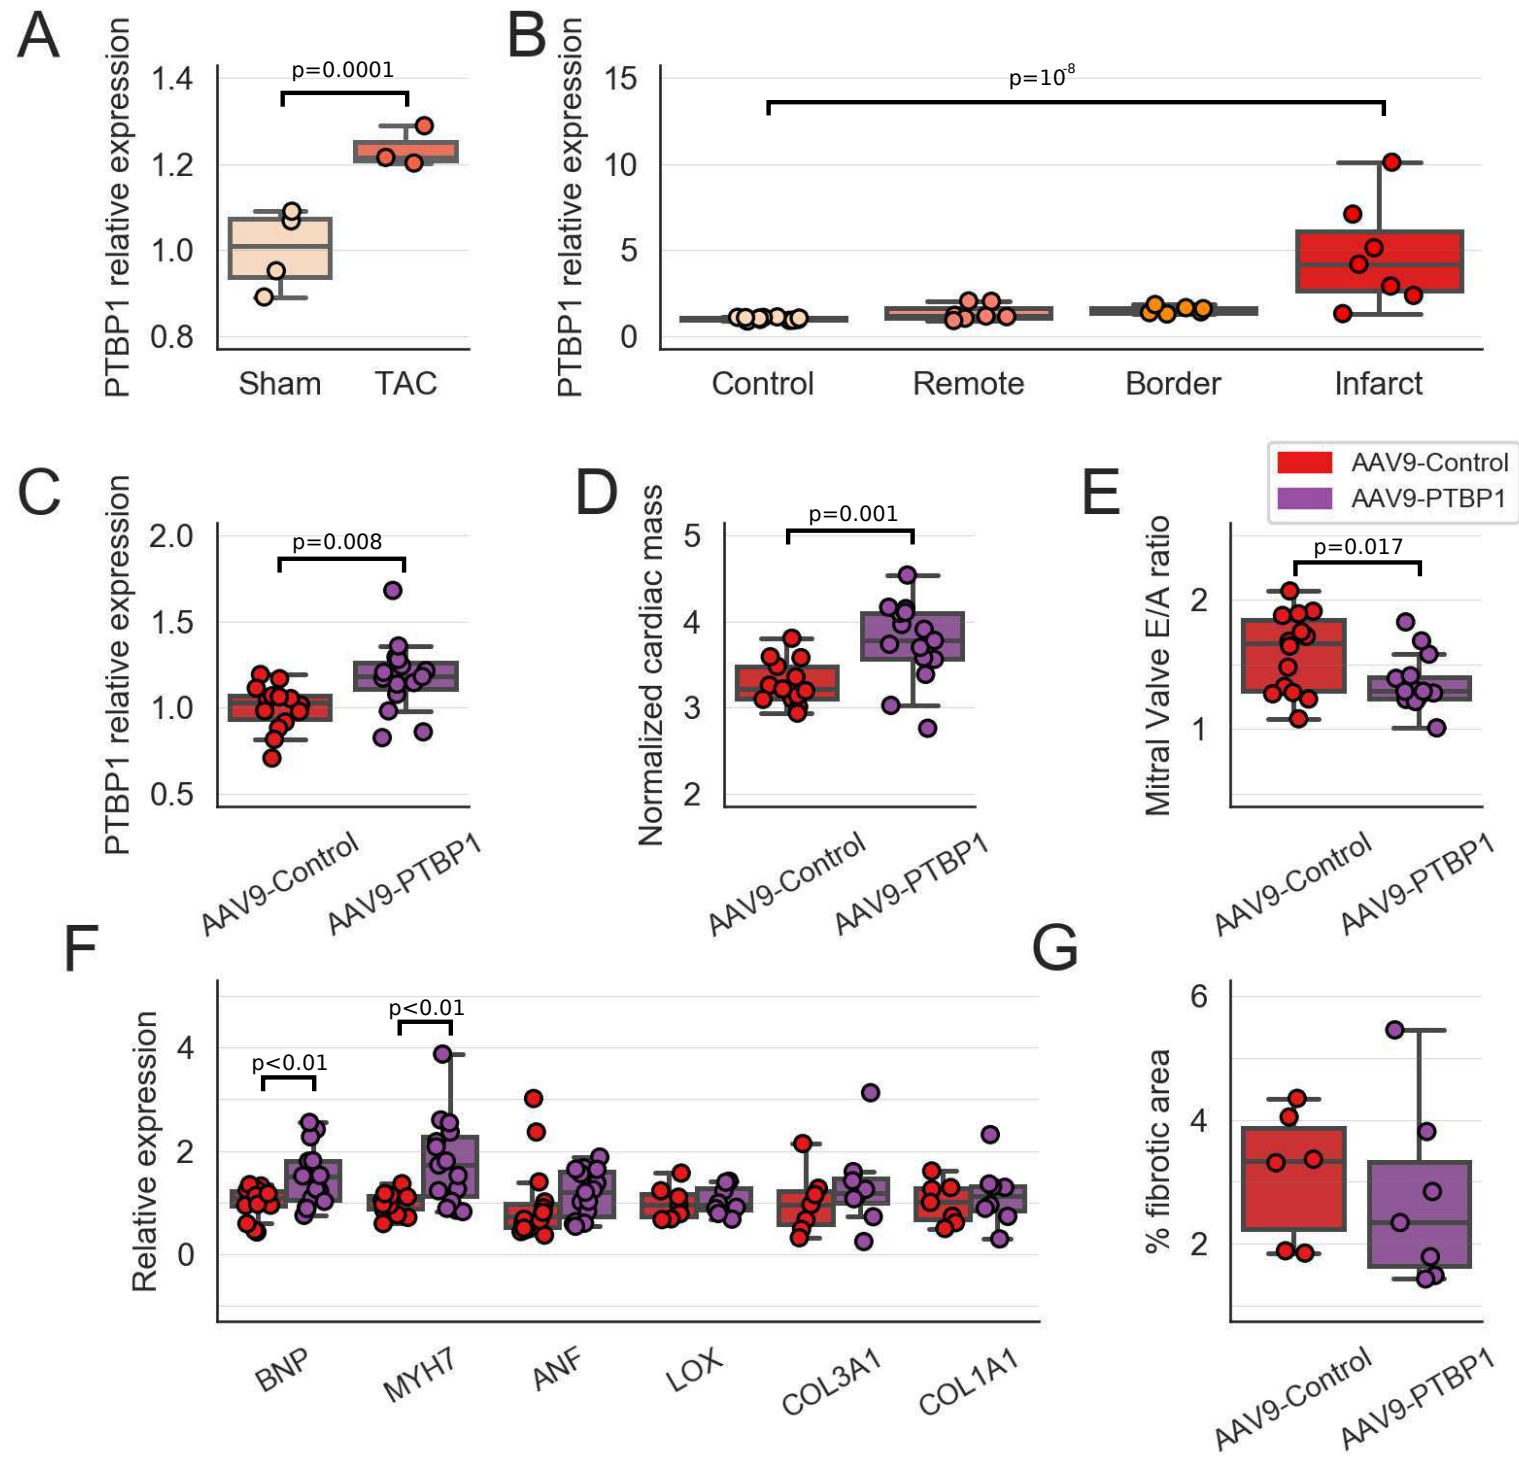 A
PTBP1 relative expression
1.4
1.2
1.0
0.8
p=0.0001
Sham
TAC
B
PTBP1 relative expression
15
10
5
0
p=10-8
Control
Remote
Border
Infarct
C
PTBP1 relative expression
2.0
1.5
1.0
0.5
p=0.008
AAV9-Control
AAV9-PTBP1
D
Normalized cardiac mass
5
4
3
2
p=0.001
AAV9-Control
AAV9-PTBP1
E
AAV9-Control
AAV9-PTBP1
Mitral Valve E/A ratio
2
1
p=0.017
AAV9-Control
AAV9-PTBP1
F
Relative expression
4
2
0
p<0.01
p<0.01
BNP
MYH7
ANF
LOX
COL3A1
COL1A1
G
% fibrotic area
6
4
2
AAV9-Control
AAV9-PTBP1